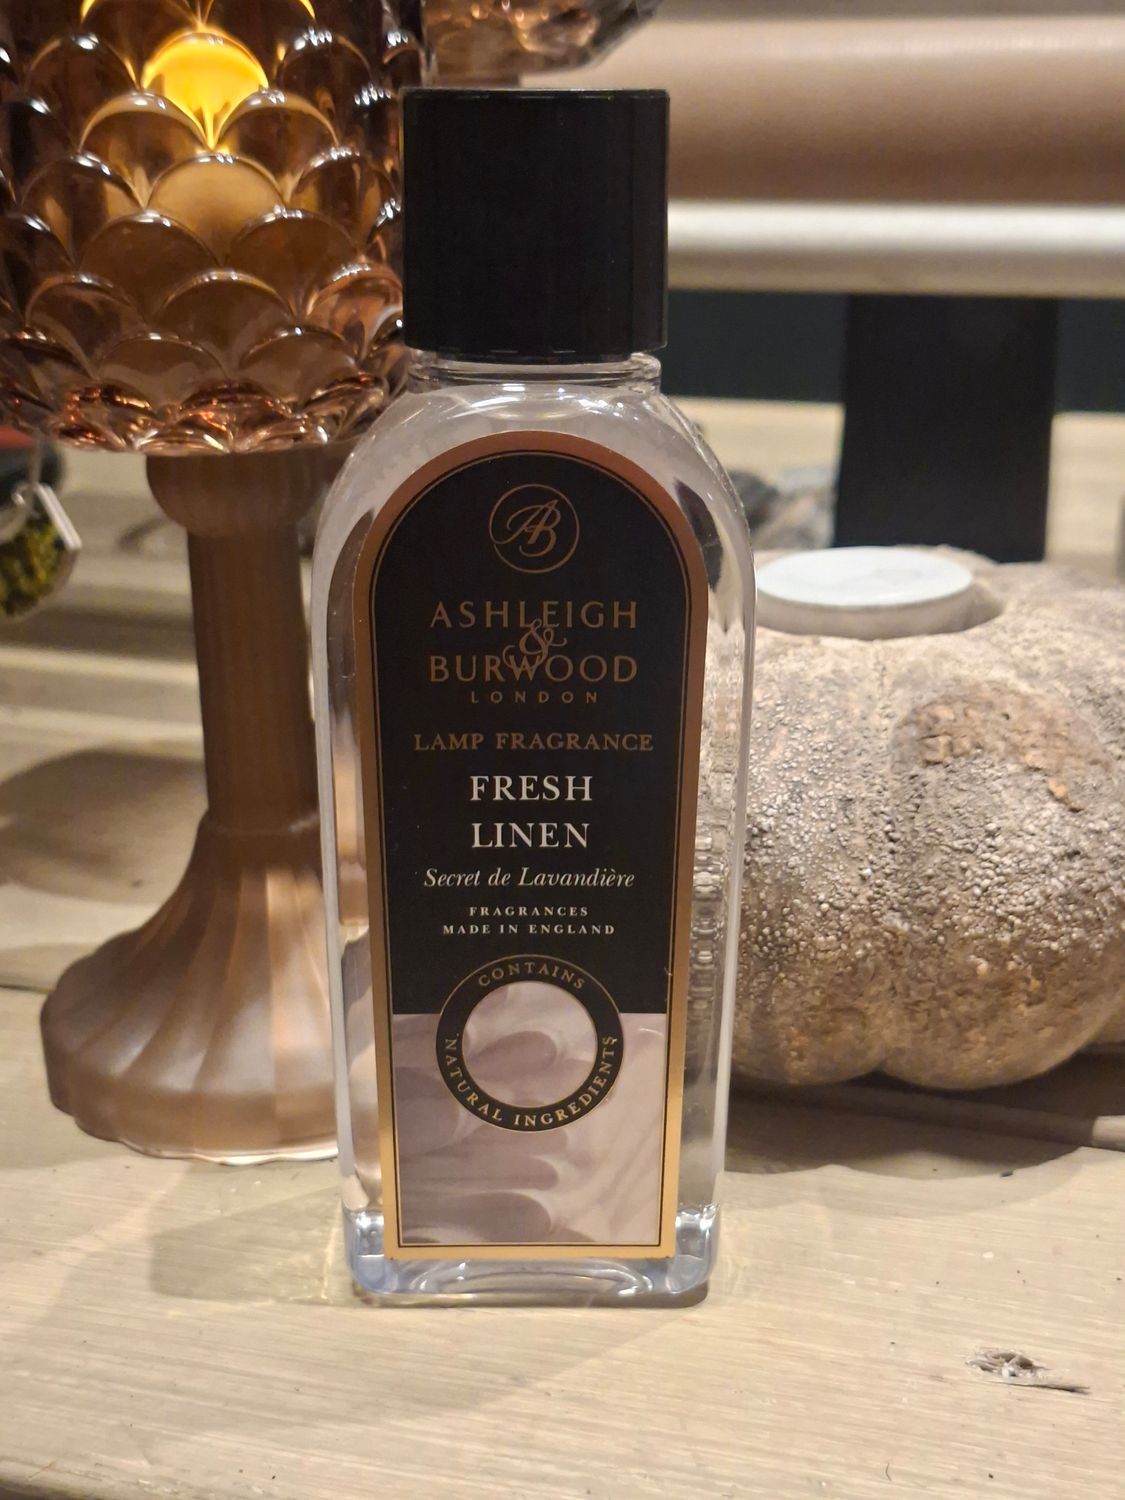 AB
ASHLEIGH
&
BURWOOD
LONDON
LAMP FRAGRANCE
FRESH
LINEN
Secret de Lavandière
FRAGRANCES
MADE IN ENGLAND
CONTAINS
NATURAL INGREDIENTS